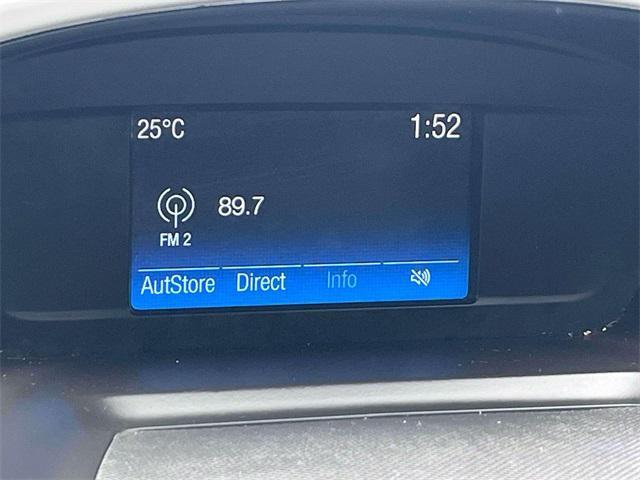 25°C 1:52
89.7
FM 2
AutStore Direct Info